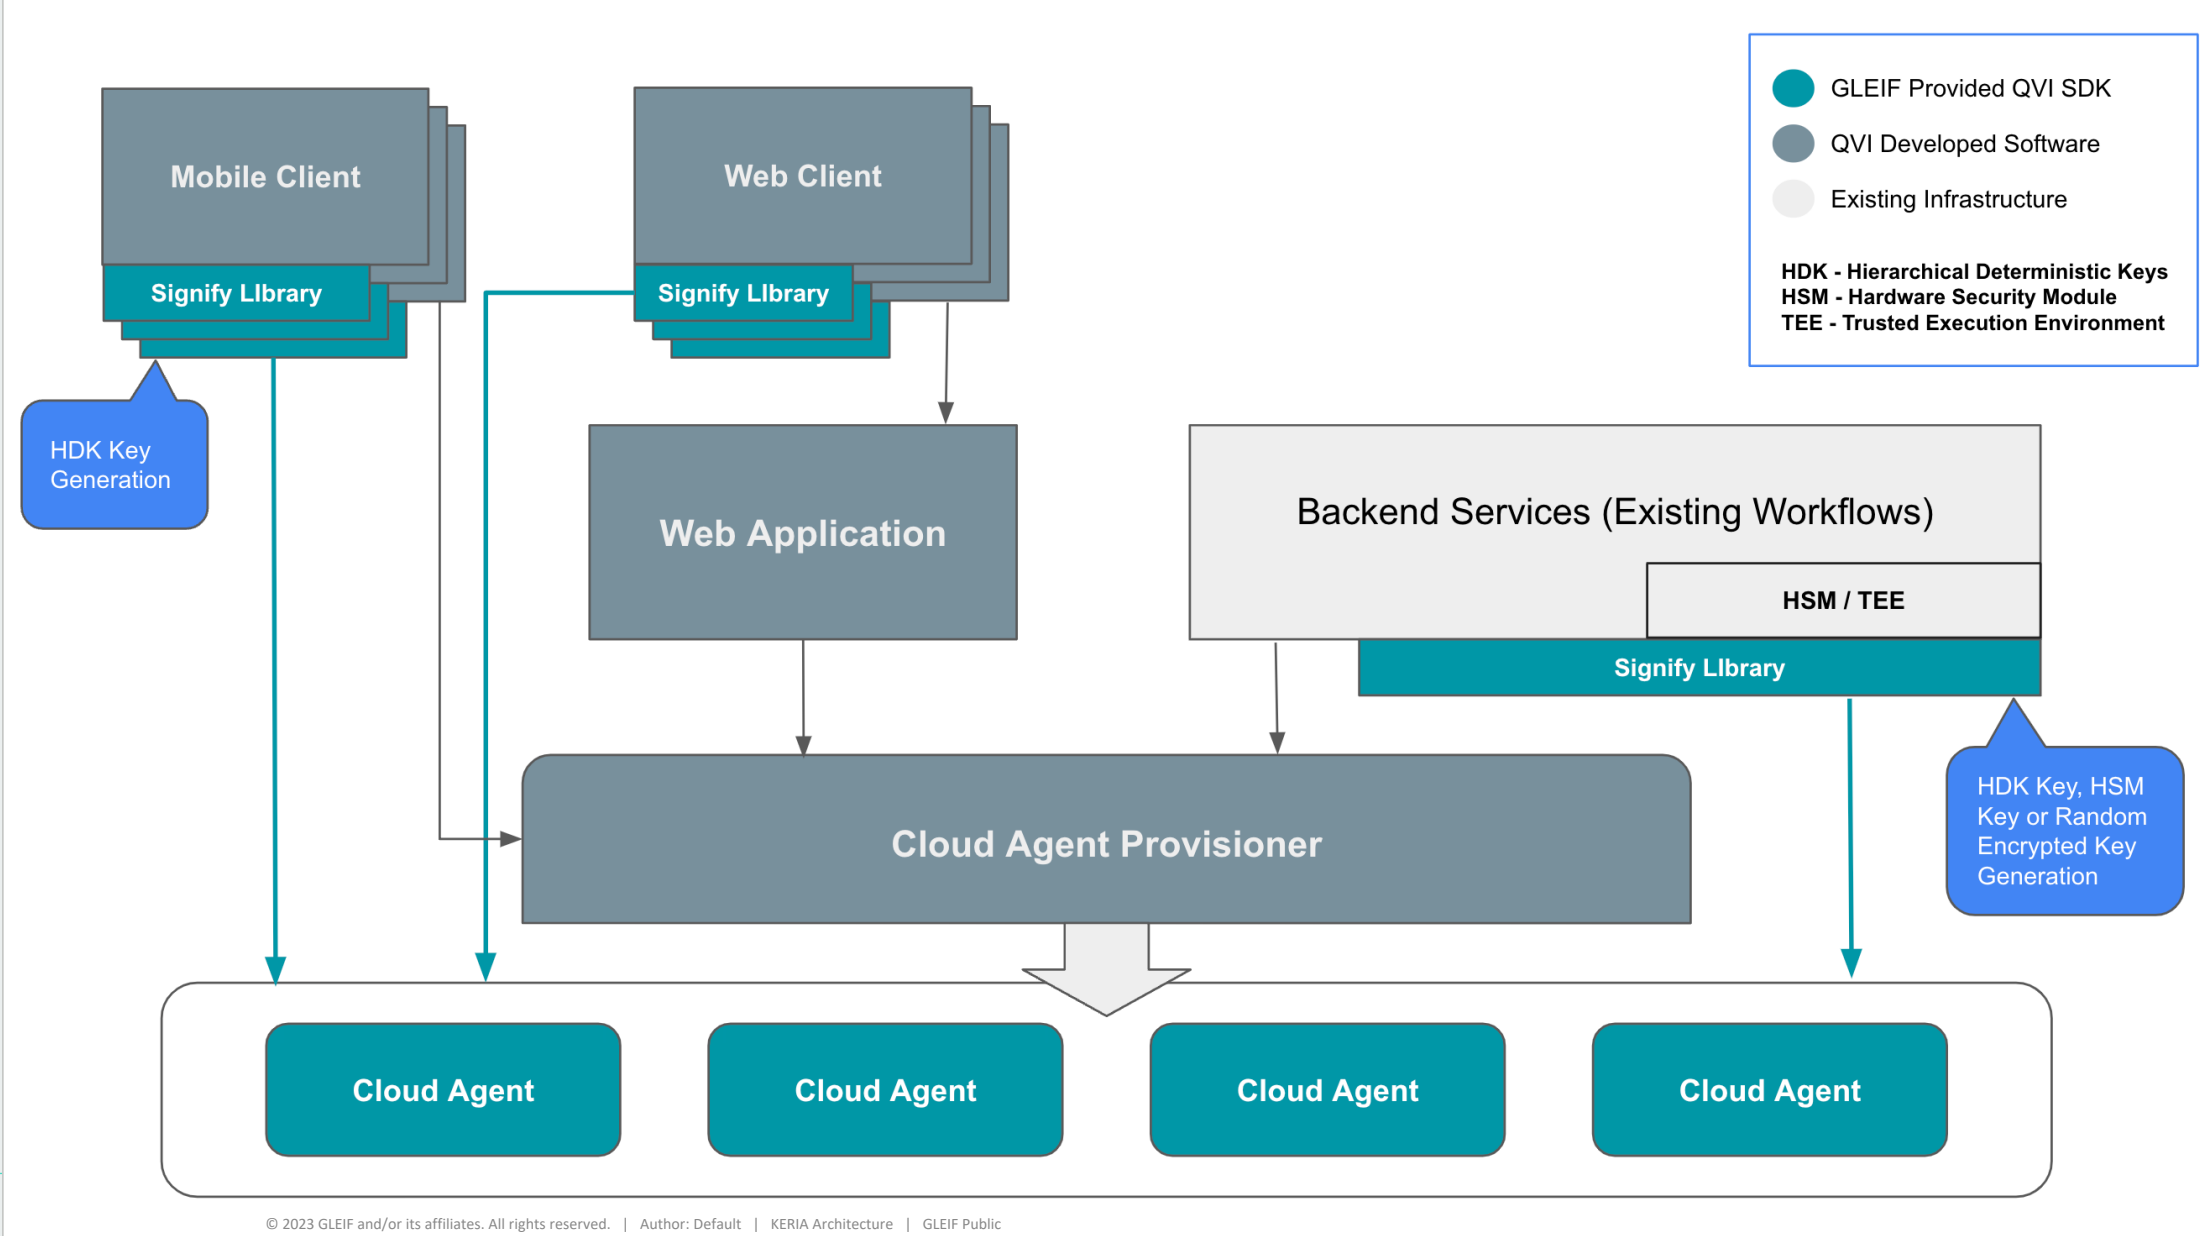 GLEIF Provided QVI SDK
QVI Developed Software
Existing Infrastructure
HDK - Hierarchical Deterministic Keys
HSM - Hardware Security Module
TEE - Trusted Execution Environment
Mobile Client
Signify LIbrary
Web Client
Signify LIbrary
HDK Key
Generation
Web Application
Backend Services (Existing Workflows)
HSM / TEE
Signify LIbrary
HDK Key, HSM
Key or Random
Encrypted Key
Generation
Cloud Agent Provisioner
Cloud Agent
Cloud Agent
Cloud Agent
Cloud Agent
© 2023 GLEIF and/or its affiliates. All rights reserved. | Author: Default | KERIA Architecture | GLEIF Public